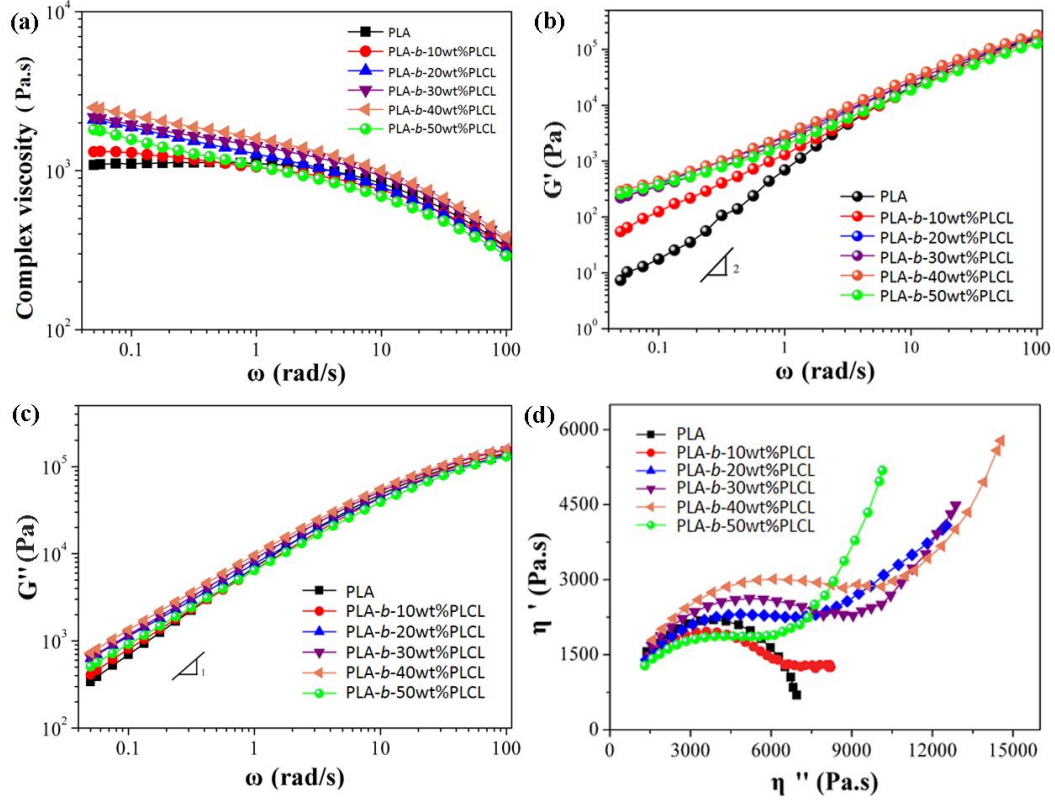 (a)
Complex viscosity ( Pa.s)
10^4
10^3
10^2
PLA
PLA-b-10wt%PLCL
PLA-b-20wt%PLCL
PLA-b-30wt%PLCL
PLA-b-40wt%PLCL
PLA-b-50wt%PLCL
0.1 1 10 100
ω (rad/s)
(b)
G' (Pa)
10^5
10^4
10^3
10^2
10^1
10^0
PLA
PLA-b-10wt%PLCL
PLA-b-20wt%PLCL
PLA-b-30wt%PLCL
PLA-b-40wt%PLCL
PLA-b-50wt%PLCL
2
0.1 1 10 100
ω (rad/s)
(c)
G'' (Pa)
10^5
10^4
10^3
10^2
PLA
PLA-b-10wt%PLCL
PLA-b-20wt%PLCL
PLA-b-30wt%PLCL
PLA-b-40wt%PLCL
PLA-b-50wt%PLCL
1
0.1 1 10 100
ω (rad/s)
(d)
η ' (Pa.s)
6000
4500
3000
1500
0
PLA
PLA-b-10wt%PLCL
PLA-b-20wt%PLCL
PLA-b-30wt%PLCL
PLA-b-40wt%PLCL
PLA-b-50wt%PLCL
0 3000 6000 9000 12000 15000
η '' (Pa.s)